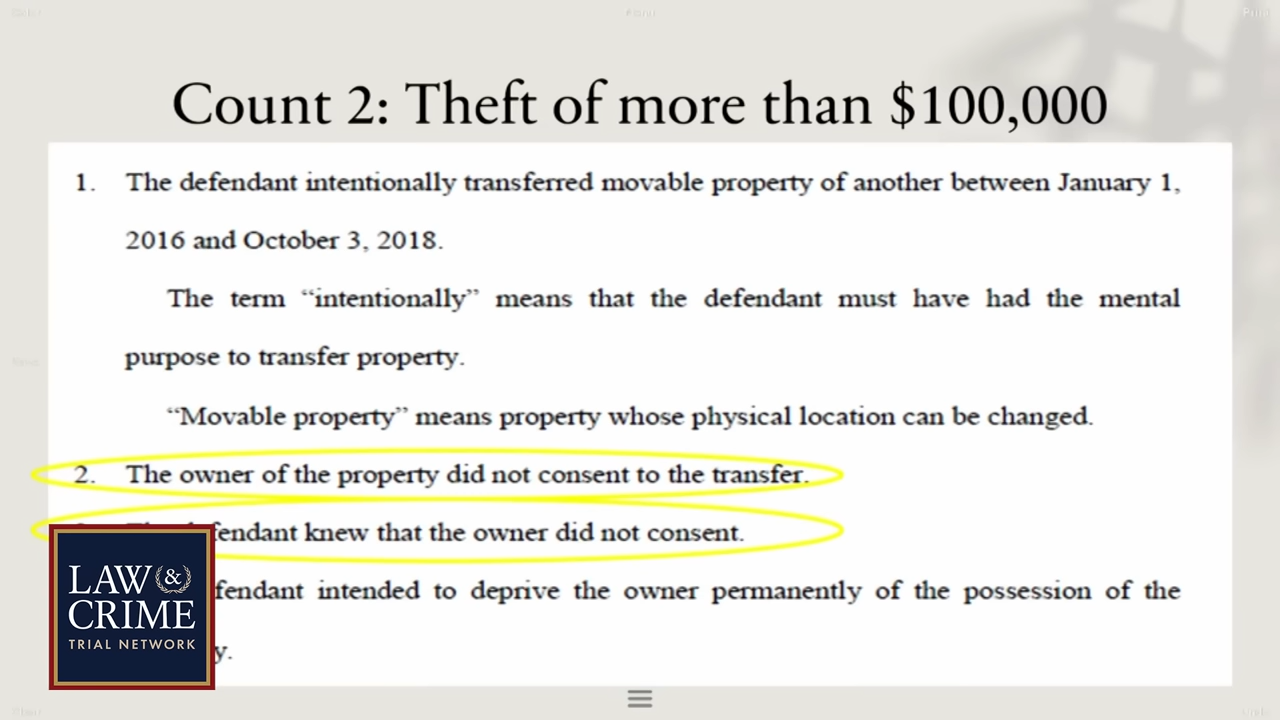 Count 2: Theft of more than $100,000
1. The defendant intentionally transferred movable property of another between January 1,
2016 and October 3, 2018.
The term “intentionally” means that the defendant must have had the mental
purpose to transfer property.
“Movable property” means property whose physical location can be changed.
2. The owner of the property did not consent to the transfer.
knew that the owner did not consent.
intended to deprive the owner permanently of the possession of the
LAW &
CRIME
TRIAL NETWORK